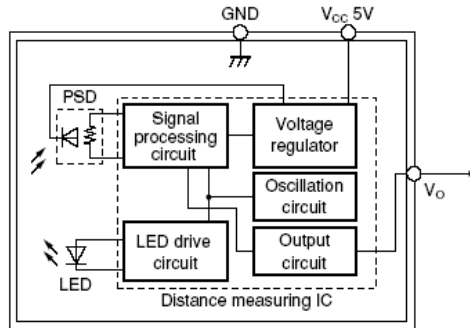 GND
VCC 5V
PSD
Signal
processing
circuit
Voltage
regulator
Oscillation
circuit
VO
LED drive
circuit
Output
circuit
LED
Distance measuring IC